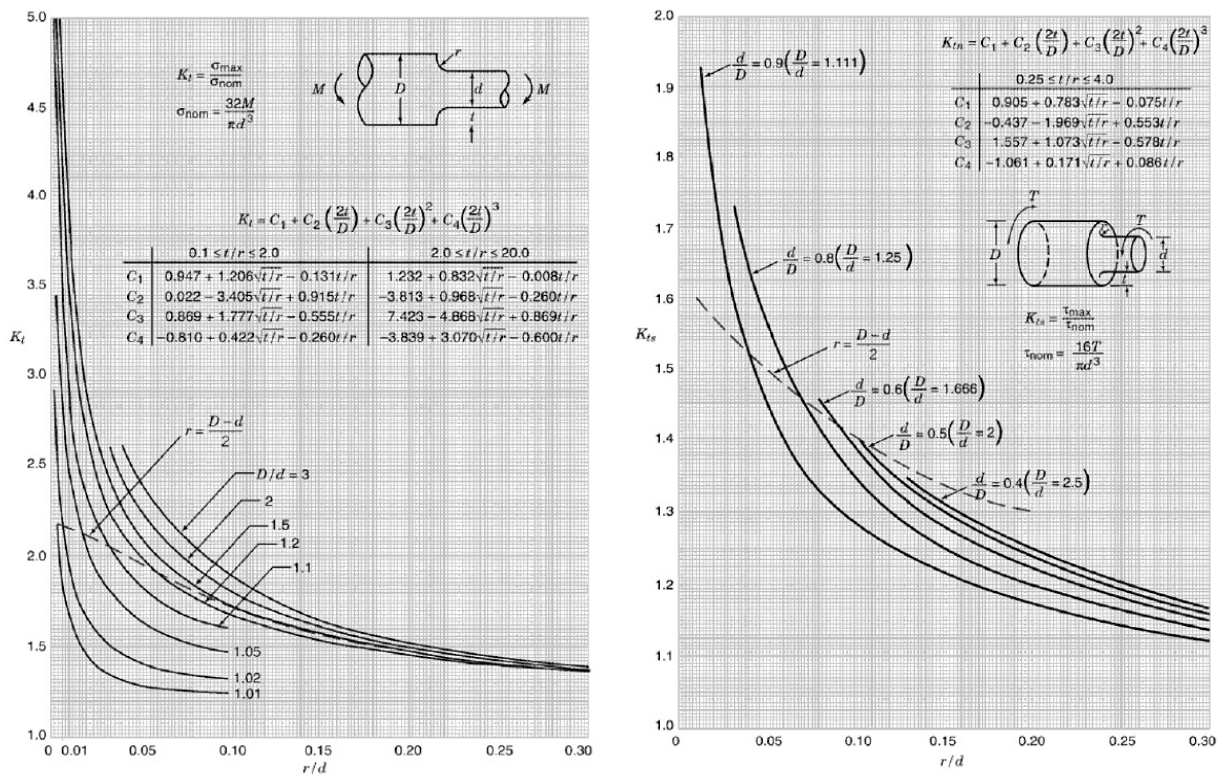 5.0
4.5
4.0
3.5
K_t
3.0
2.5
2.0
1.5
1.0
K_t = σ_max / σ_nom
σ_nom = 32M / πd^3
M
D
r
d
t
M
K_t = C_1 + C_2 (2t/D) + C_3 (2t/D)^2 + C_4 (2t/D)^3
0.1 ≤ t/r ≤ 2.0 2.0 ≤ t/r ≤ 20.0
C_1 0.947 + 1.206√t/r − 0.131t/r 1.232 + 0.832√t/r − 0.008t/r
C_2 0.022 − 3.405√t/r + 0.915t/r −3.813 + 0.968√t/r − 0.260t/r
C_3 0.869 + 1.777√t/r − 0.555t/r 7.423 − 4.868√t/r + 0.869t/r
C_4 −0.810 + 0.422√t/r − 0.260t/r −3.839 + 3.070√t/r − 0.600t/r
r = D − d / 2
D/d = 3
2
1.5
1.2
1.1
1.05
1.02
1.01
0 0.01 0.05 0.10 0.15 0.20 0.25 0.30
r/d
2.0
1.9
1.8
1.7
1.6
K_ts
1.5
1.4
1.3
1.2
1.1
1.0
K_tn = C_1 + C_2 (2t/D) + C_3 (2t/D)^2 + C_4 (2t/D)^3
0.25 ≤ t/r ≤ 4.0
C_1 0.905 + 0.783√t/r − 0.075t/r
C_2 −0.437 − 1.969√t/r + 0.553t/r
C_3 1.557 + 1.073√t/r − 0.578t/r
C_4 −1.061 + 0.171√t/r + 0.086t/r
d/D = 0.9 (D/d = 1.111)
d/D = 0.8 (D/d = 1.25)
T
T
D
r
d
t
K_ts = τ_max / τ_nom
τ_nom = 16T / πd^3
r = D − d / 2
d/D = 0.6 (D/d = 1.666)
d/D = 0.5 (D/d = 2)
d/D = 0.4 (D/d = 2.5)
0 0.05 0.10 0.15 0.20 0.25 0.30
r/d